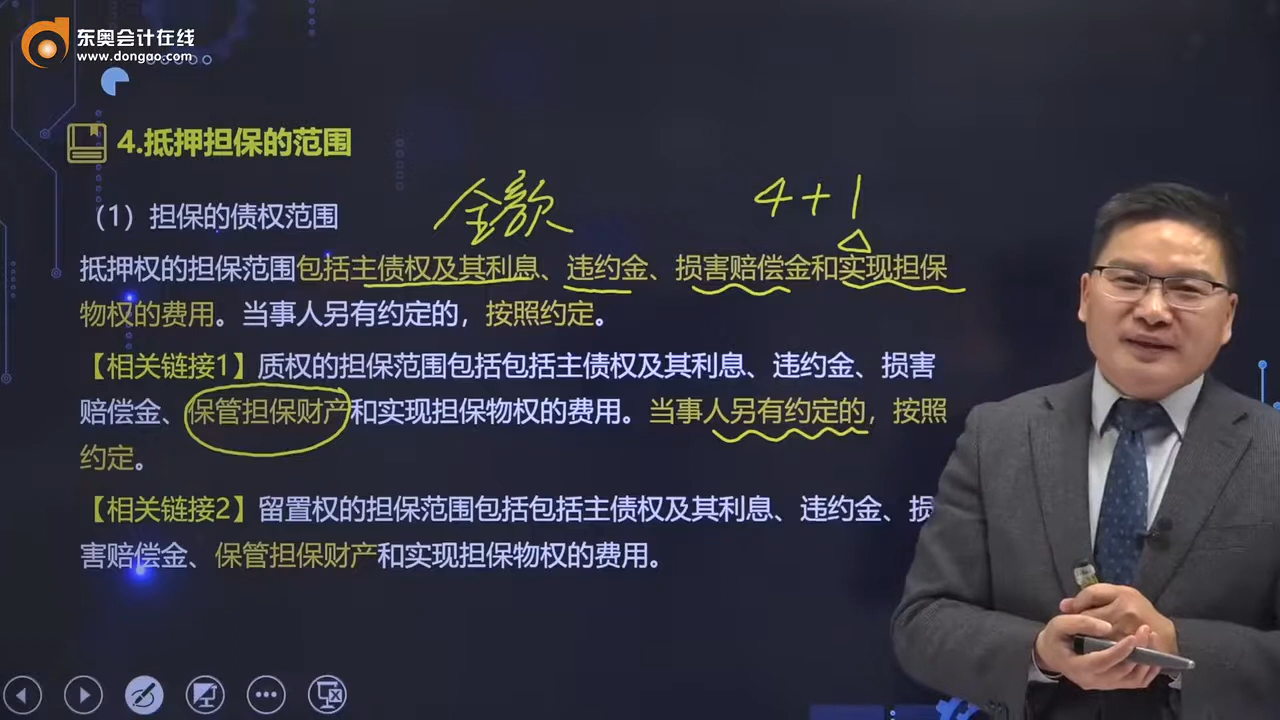 东奥会计在线
www.dongao.com
4.抵押担保的范围
全款
4+1
（1）担保的债权范围
抵押权的担保范围包括主债权及其利息、违约金、损害赔偿金和实现担保
物权的费用。当事人另有约定的，按照约定。
【相关链接1】质权的担保范围包括包括主债权及其利息、违约金、损害
赔偿金、保管担保财产和实现担保物权的费用。当事人另有约定的，按照
约定。
【相关链接2】留置权的担保范围包括包括主债权及其利息、违约金、损
害赔偿金、保管担保财产和实现担保物权的费用。